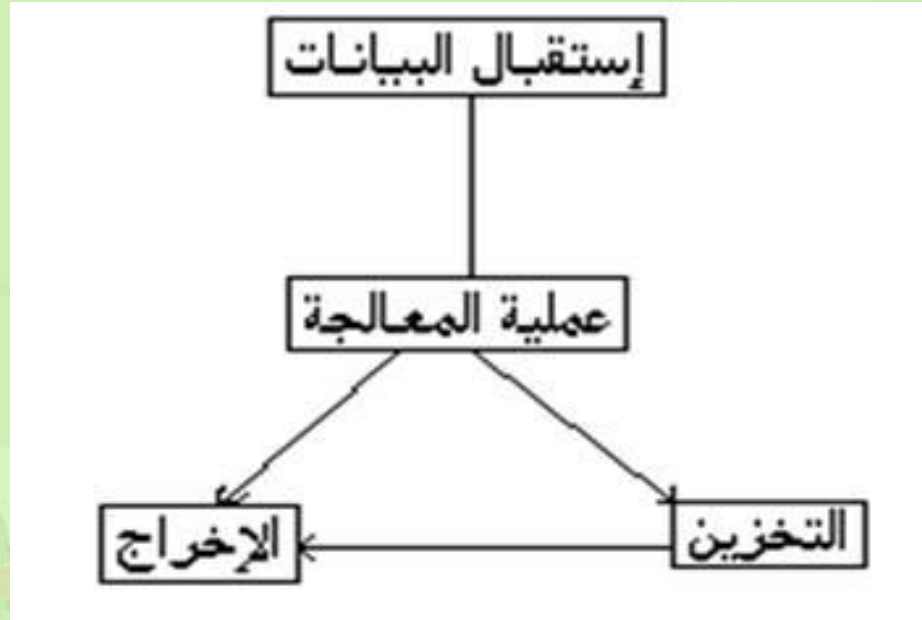 إستقبال البيانات
عملية المعالجة
التخزين
الإخراج